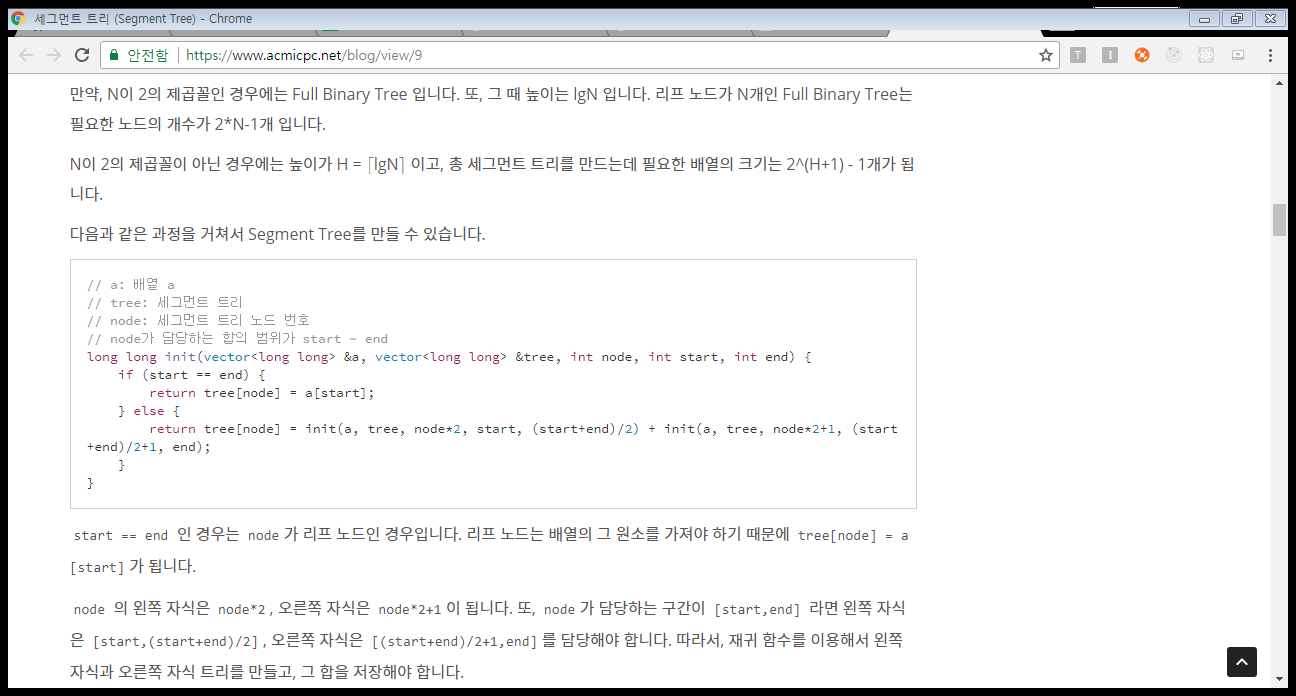 세그먼트 트리 (Segment Tree) - Chrome
안전함 https://www.acmicpc.net/blog/view/9
만약, N이 2의 제곱꼴인 경우에는 Full Binary Tree 입니다. 또, 그 때 높이는 lgN 입니다. 리프 노드가 N개인 Full Binary Tree는
필요한 노드의 개수가 2*N-1개 입니다.
N이 2의 제곱꼴이 아닌 경우에는 높이가 H = ⌈lgN⌉ 이고, 총 세그먼트 트리를 만드는데 필요한 배열의 크기는 2^(H+1) - 1개가 됩
니다.
다음과 같은 과정을 거쳐서 Segment Tree를 만들 수 있습니다.
// a: 배열 a
// tree: 세그먼트 트리
// node: 세그먼트 트리 노드 번호
// node가 담당하는 합의 범위가 start ~ end
long long init(vector<long long> &a, vector<long long> &tree, int node, int start, int end) {
    if (start == end) {
        return tree[node] = a[start];
    } else {
        return tree[node] = init(a, tree, node*2, start, (start+end)/2) + init(a, tree, node*2+1, (start
+end)/2+1, end);
    }
}
start == end 인 경우는 node 가 리프 노드인 경우입니다. 리프 노드는 배열의 그 원소를 가져야 하기 때문에 tree[node] = a
[start] 가 됩니다.
node 의 왼쪽 자식은 node*2 , 오른쪽 자식은 node*2+1 이 됩니다. 또, node 가 담당하는 구간이 [start,end] 라면 왼쪽 자식
은 [start,(start+end)/2] , 오른쪽 자식은 [(start+end)/2+1,end] 를 담당해야 합니다. 따라서, 재귀 함수를 이용해서 왼쪽
자식과 오른쪽 자식 트리를 만들고, 그 합을 저장해야 합니다.